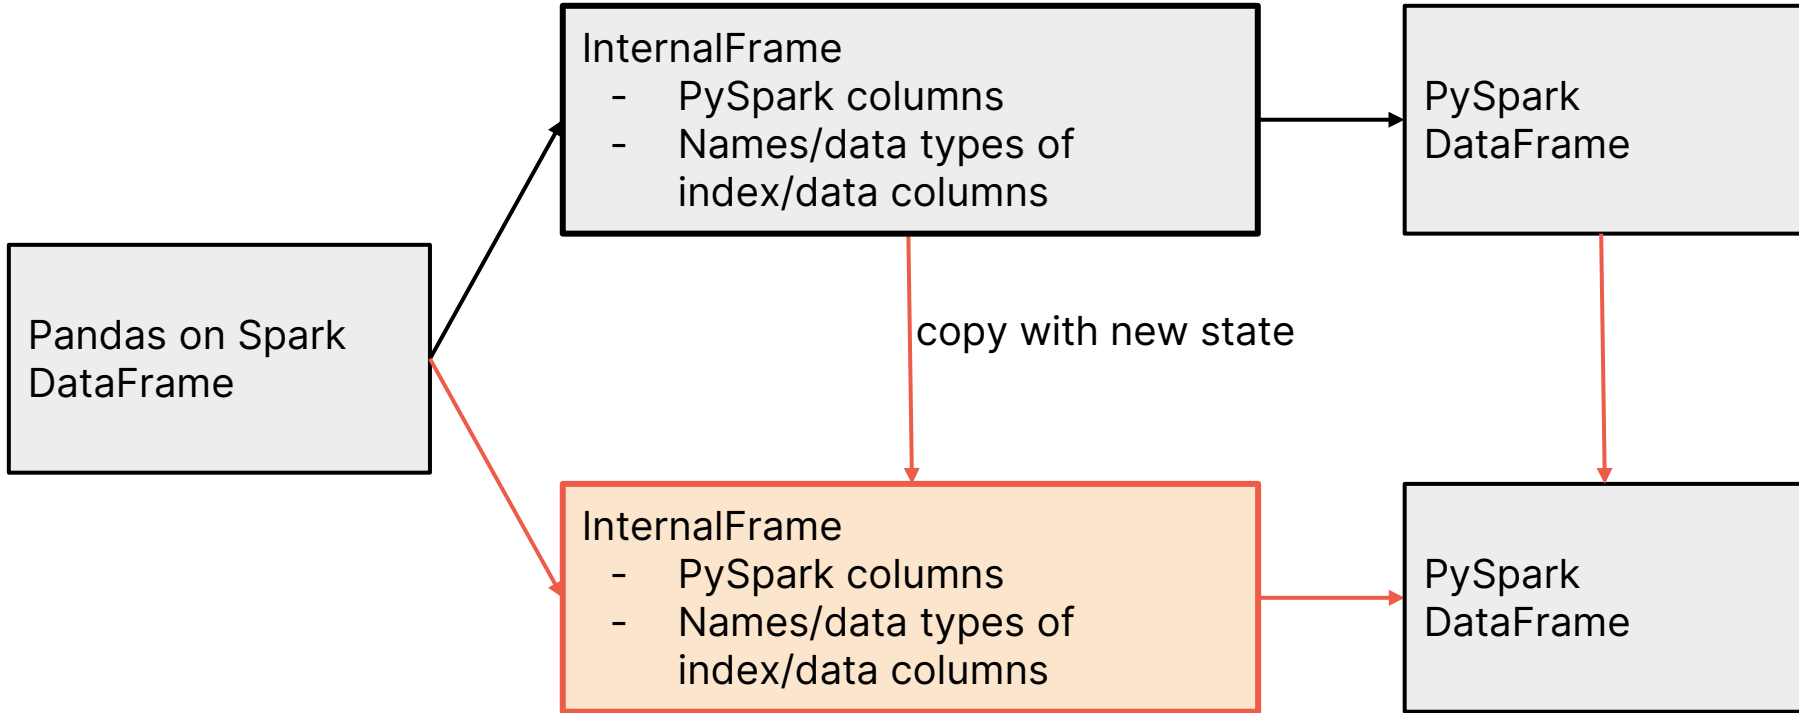 InternalFrame
- PySpark columns
- Names/data types of
index/data columns
PySpark
DataFrame
Pandas on Spark
DataFrame
copy with new state
InternalFrame
- PySpark columns
- Names/data types of
index/data columns
PySpark
DataFrame